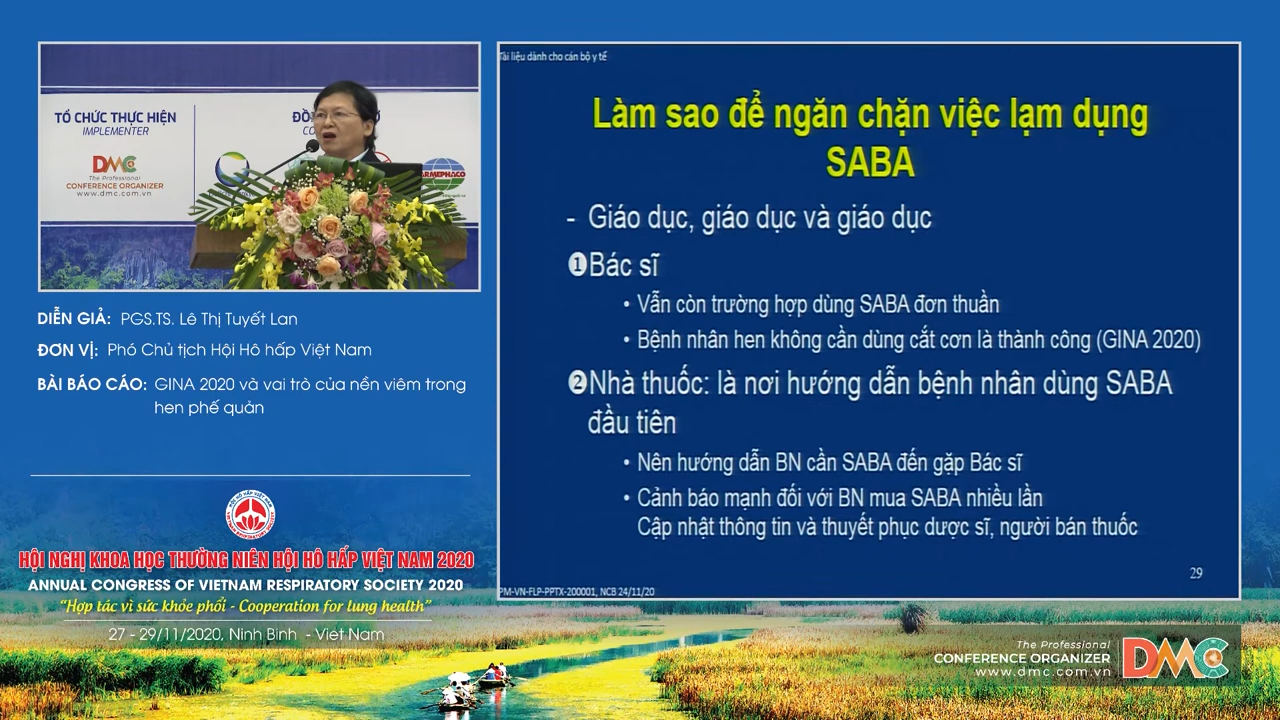 TỔ CHỨC THỰC HIỆN
IMPLEMENTER
DMC
The Professional
CONFERENCE ORGANIZER
www.dmc.com.vn
DIỄN GIẢ: PGS.TS. Lê Thị Tuyết Lan
ĐƠN VỊ: Phó Chủ tịch Hội Hô hấp Việt Nam
BÀI BÁO CÁO: GINA 2020 và vai trò của nền viêm trong
hen phế quản
HỘI HÔ HẤP VIỆT NAM
HỘI NGHỊ KHOA HỌC THƯỜNG NIÊN HỘI HÔ HẤP VIỆT NAM 2020
ANNUAL CONGRESS OF VIETNAM RESPIRATORY SOCIETY 2020
“Hợp tác vì sức khỏe phổi - Cooperation for lung health”
27 - 29/11/2020, Ninh Bình - Viet Nam
Tài liệu dành cho cán bộ y tế
Làm sao để ngăn chặn việc lạm dụng
SABA
- Giáo dục, giáo dục và giáo dục
❶Bác sĩ
• Vẫn còn trường hợp dùng SABA đơn thuần
• Bệnh nhân hen không cần dùng cắt cơn là thành công (GINA 2020)
❷Nhà thuốc: là nơi hướng dẫn bệnh nhân dùng SABA
đầu tiên
• Nên hướng dẫn BN cần SABA đến gặp Bác sĩ
• Cảnh báo mạnh đối với BN mua SABA nhiều lần
Cập nhật thông tin và thuyết phục dược sĩ, người bán thuốc
29
PM-VN-FLP-PPTX-200001, NCB 24/11/20
The Professional
CONFERENCE ORGANIZER
www.dmc.com.vn
DMC